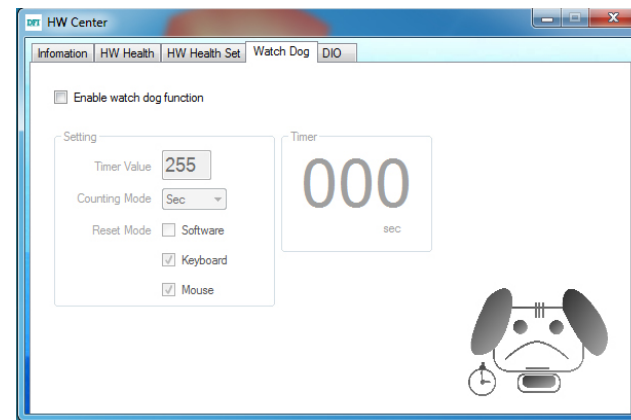 DFI HW Center
Infomation HW Health HW Health Set Watch Dog DIO
Enable watch dog function
Setting
Timer Value 255
Counting Mode Sec
Reset Mode Software
Keyboard
Mouse
Timer
000
sec